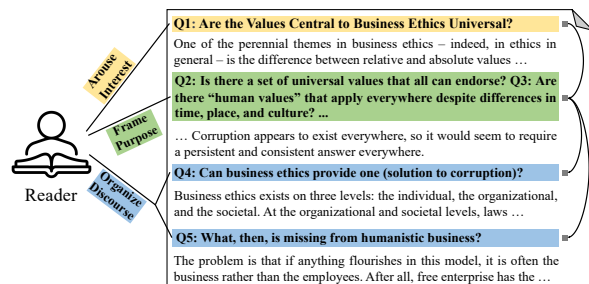 Arouse
Interest
Frame
Purpose
Organize
Discourse
Reader
Q1: Are the Values Central to Business Ethics Universal?
One of the perennial themes in business ethics – indeed, in ethics in
general – is the difference between relative and absolute values …
Q2: Is there a set of universal values that all can endorse? Q3: Are
there “human values” that apply everywhere despite differences in
time, place, and culture? ...
… Corruption appears to exist everywhere, so it would seem to require
a persistent and consistent answer everywhere.
Q4: Can business ethics provide one (solution to corruption)?
Business ethics exists on three levels: the individual, the organizational,
and the societal. At the organizational and societal levels, laws …
Q5: What, then, is missing from humanistic business?
The problem is that if anything flourishes in this model, it is often the
business rather than the employees. After all, free enterprise has the …